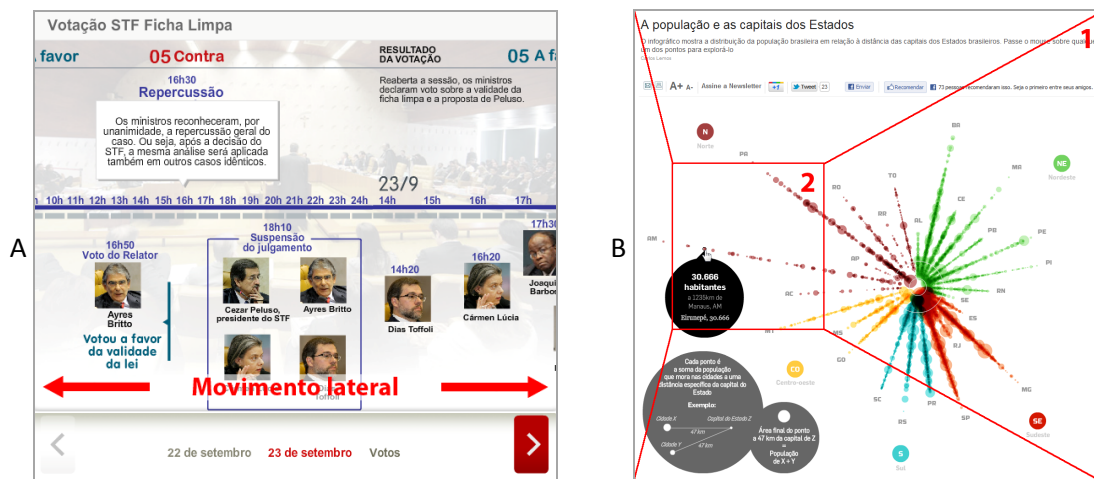 A
Votação STF Ficha Limpa
favor
05 Contra
RESULTADO
DA VOTAÇÃO
05 A f
16h30
Repercussão
Os ministros reconheceram, por
unanimidade, a repercussão geral do
caso. Ou seja, após a decisão do
STF, a mesma análise será aplicada
também em outros casos idênticos.
Reaberta a sessão, os ministros
declaram voto sobre a validade da
ficha limpa e a proposta de Peluso.
23/9
10h 11h 12h 13h 14h 15h 16h 17h 18h 19h 20h 21h 22h 23h 24h 14h 15h 16h 17h
16h50
Voto do Relator
Ayres
Britto
Votou a favor
da validade
da lei
18h10
Suspensão
do julgamento
Cezar Peluso,
presidente do STF
Ayres Britto
14h20
Dias Toffoli
16h20
Cármen Lúcia
17h30
Joaqui
Barbo
Movimento lateral
Toffoli
22 de setembro 23 de setembro Votos
B
A população e as capitais dos Estados
O infográfico mostra a distribuição da população brasileira em relação à distância das capitais dos Estados brasileiros. Passe o mouse sobre qualque
um dos pontos para explorá-lo
1
A+ A- Assine a Newsletter +1 Tweet 23 Enviar Recomendar 73 pessoas recomendaram isso. Seja o primeiro entre seus amigos.
N
Norte
PA
2
RO
TO
BA
MA
NE
Nordeste
CE
RR
AL
PB
PE
AM
AP
PI
30.666
habitantes
a 1235km de
Manaus, AM
Eirunepé, 30.666
AC
RN
SE
ES
MT
MS
GO
RJ
CO
Centro-oeste
SC
PR
RS
SP
MG
SE
Sudeste
S
Sul
Cada ponto é
a soma da população
que mora nas cidades a uma
distância específica da capital do
Estado
Exemplo:
Cidade X
Capital do Estado Z
47 km
Cidade Y
47 km
Área final do ponto
a 47 km da capital de Z
=
População
de X + Y